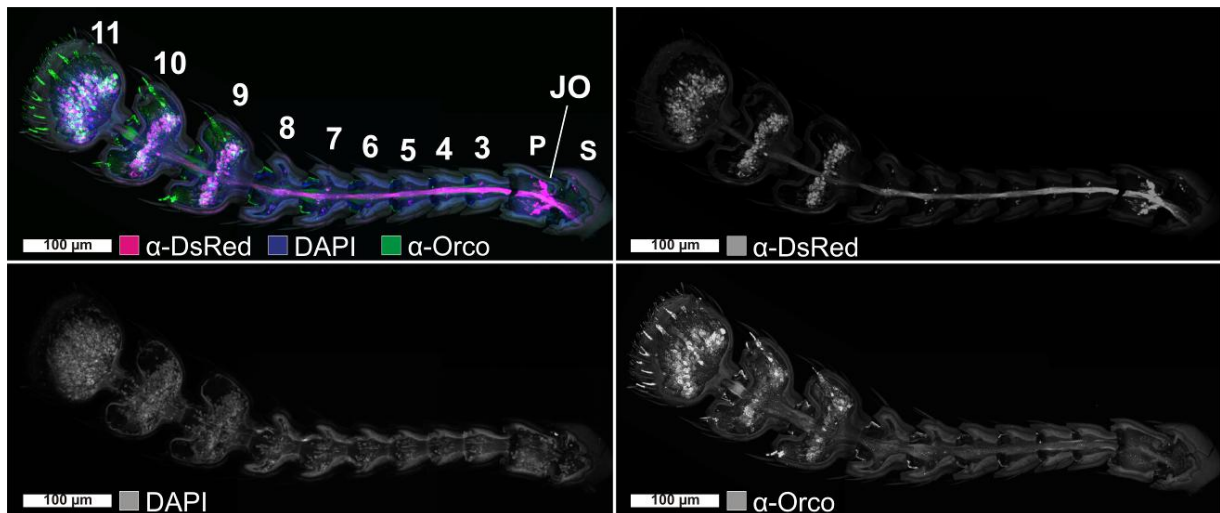 11
10
9
8
7
6
5
4
3
P
JO
S
100 µm
α-DsRed
DAPI
α-Orco
100 µm
α-DsRed
100 µm
DAPI
100 µm
α-Orco